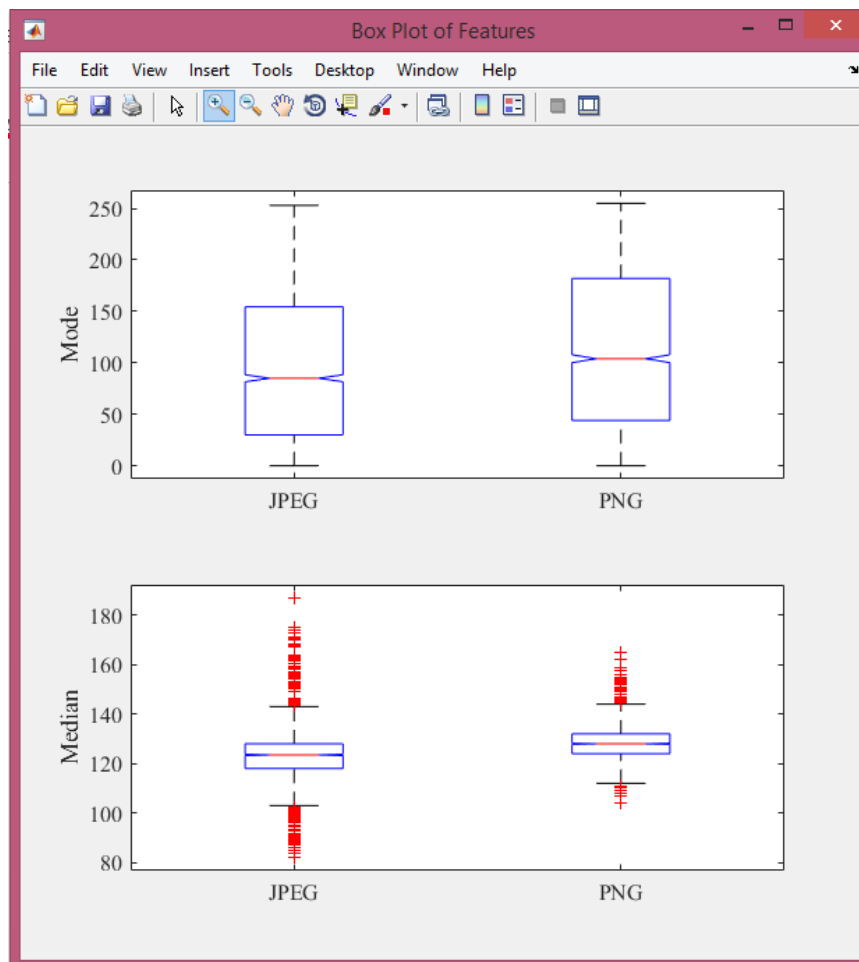 Box Plot of Features
File Edit View Insert Tools Desktop Window Help
250
200
150
100
50
0
Mode
JPEG PNG
180
160
140
120
100
80
Median
JPEG PNG